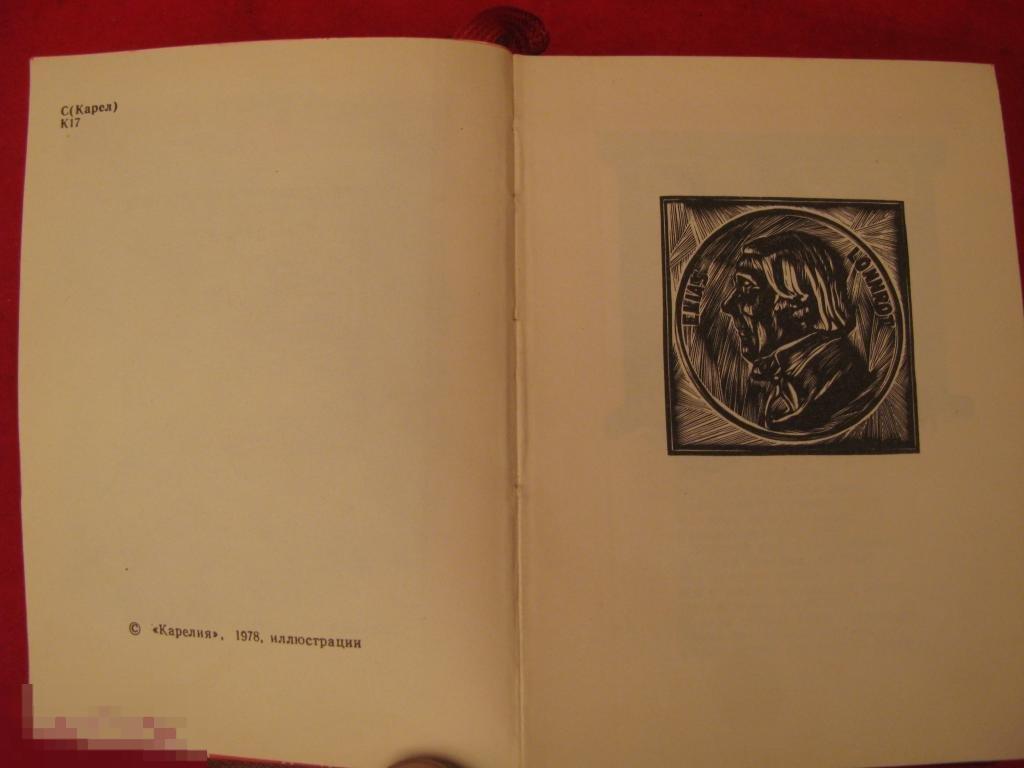 С(Карел)
К17
© «Карелия», 1978, иллюстрации
ELIAS LÖNNROT